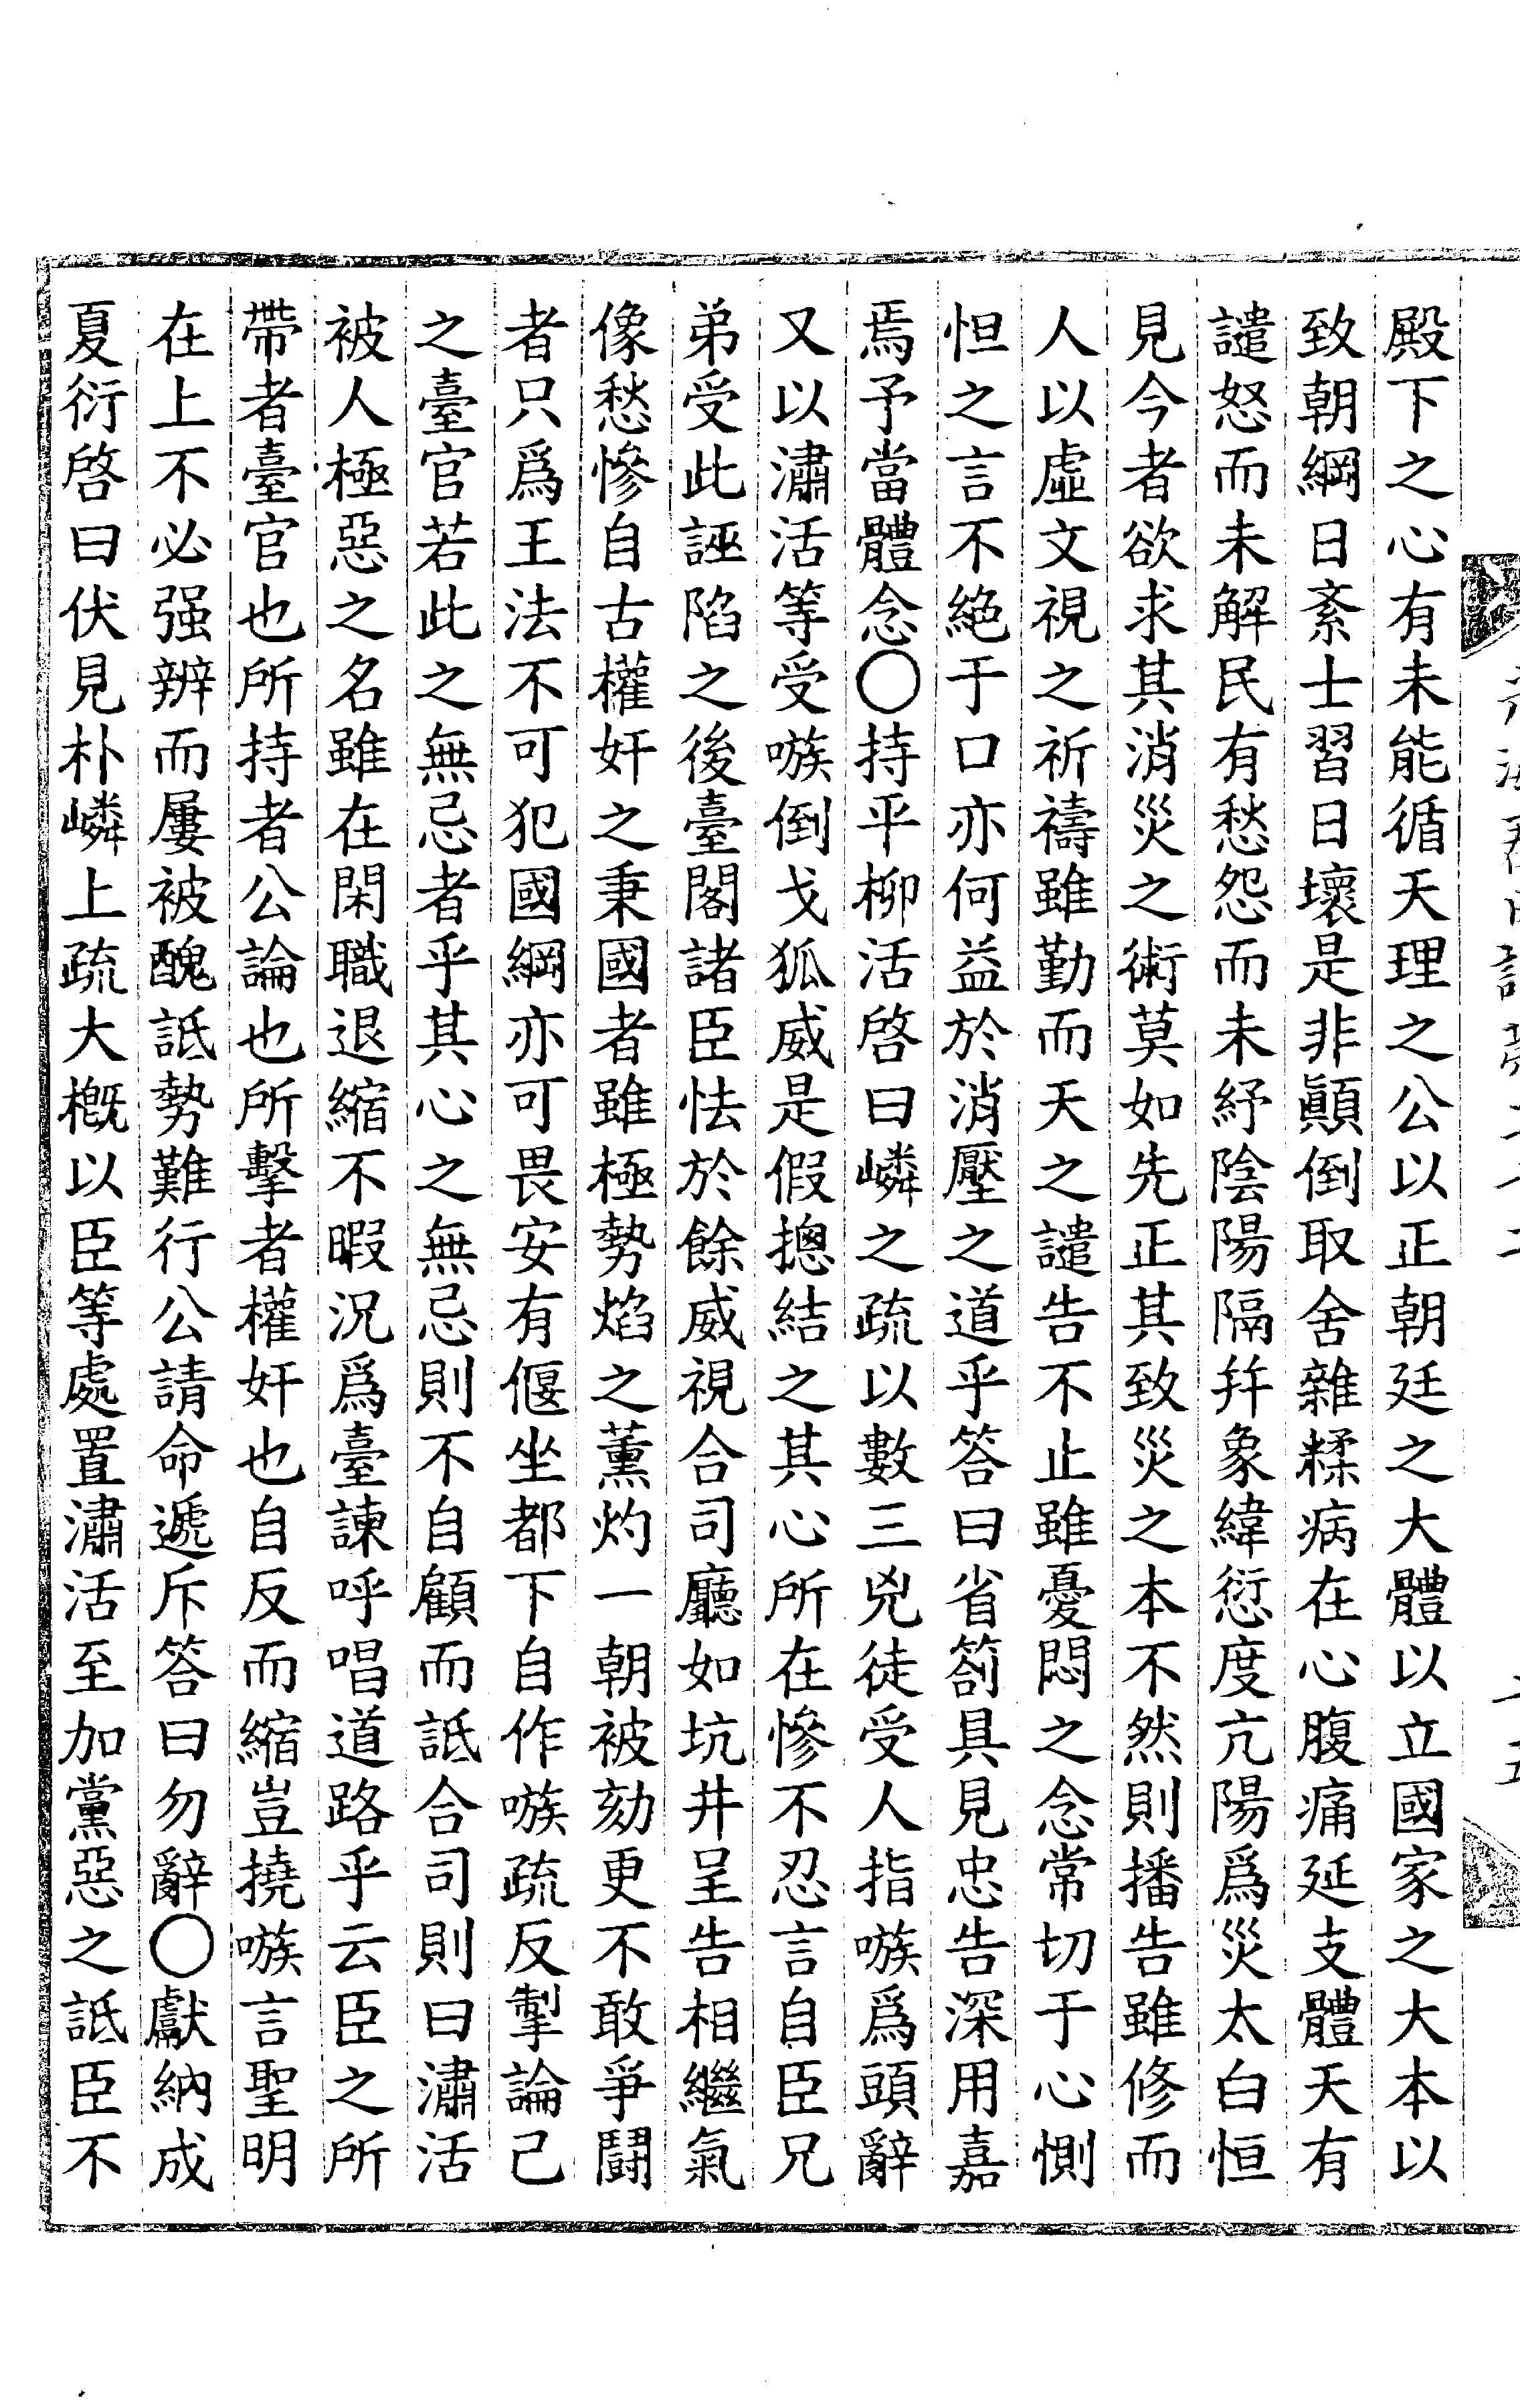 殿下之心有未能循天理之公以正朝廷之大體以立國家之大本以
致朝綱日紊士習日壞是非顚倒取舍雜糅病在心腹痛延支體天有
譴怒而未解民有愁怨而未紓陰陽隔幷象緯愆度亢陽爲災太白恒
見今者欲求其消災之術莫如先正其致災之本不然則播告雖修而
人以虛文視之祈禱雖勤而天之譴告不止雖憂悶之念常切于心惻
怛之言不絶于口亦何益於消壓之道乎答曰省箚具見忠告深用嘉
焉予當體念○持平柳活啓曰嶙之疏以數三兇徒受人指嗾爲頭辭
又以潚活等受嗾倒戈狐威是假摠結之其心所在慘不忍言自臣兄
弟受此誣陷之後臺閣諸臣怯於餘威視合司廳如坑井呈告相繼氣
像愁慘自古權奸之秉國者雖極勢焰之薰灼一朝被劾更不敢爭鬪
者只爲王法不可犯國綱亦可畏安有偃坐都下自作嗾疏反掣論己
之臺官若此之無忌者乎其心之無忌則不自顧而詆合司則曰潚活
被人極惡之名雖在閑職退縮不暇況爲臺諫呼唱道路乎云臣之所
帶者臺官也所持者公論也所擊者權奸也自反而縮豈撓嗾言聖明
在上不必强辨而屢被醜詆勢難行公請命遞斥答曰勿辭○獻納成
夏衍啓曰伏見朴嶙上疏大槪以臣等處置潚活至加黨惡之詆臣不